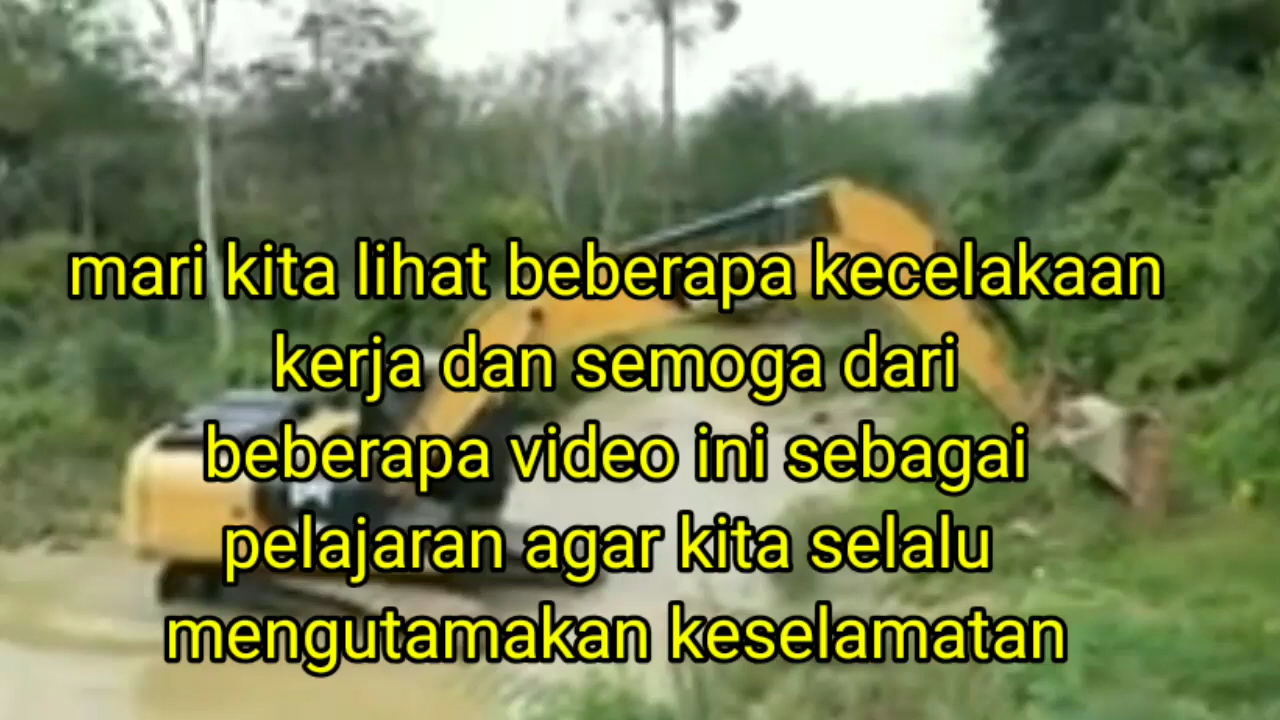 mari kita lihat beberapa kecelakaan
kerja dan semoga dari
beberapa video ini sebagai
pelajaran agar kita selalu
mengutamakan keselamatan